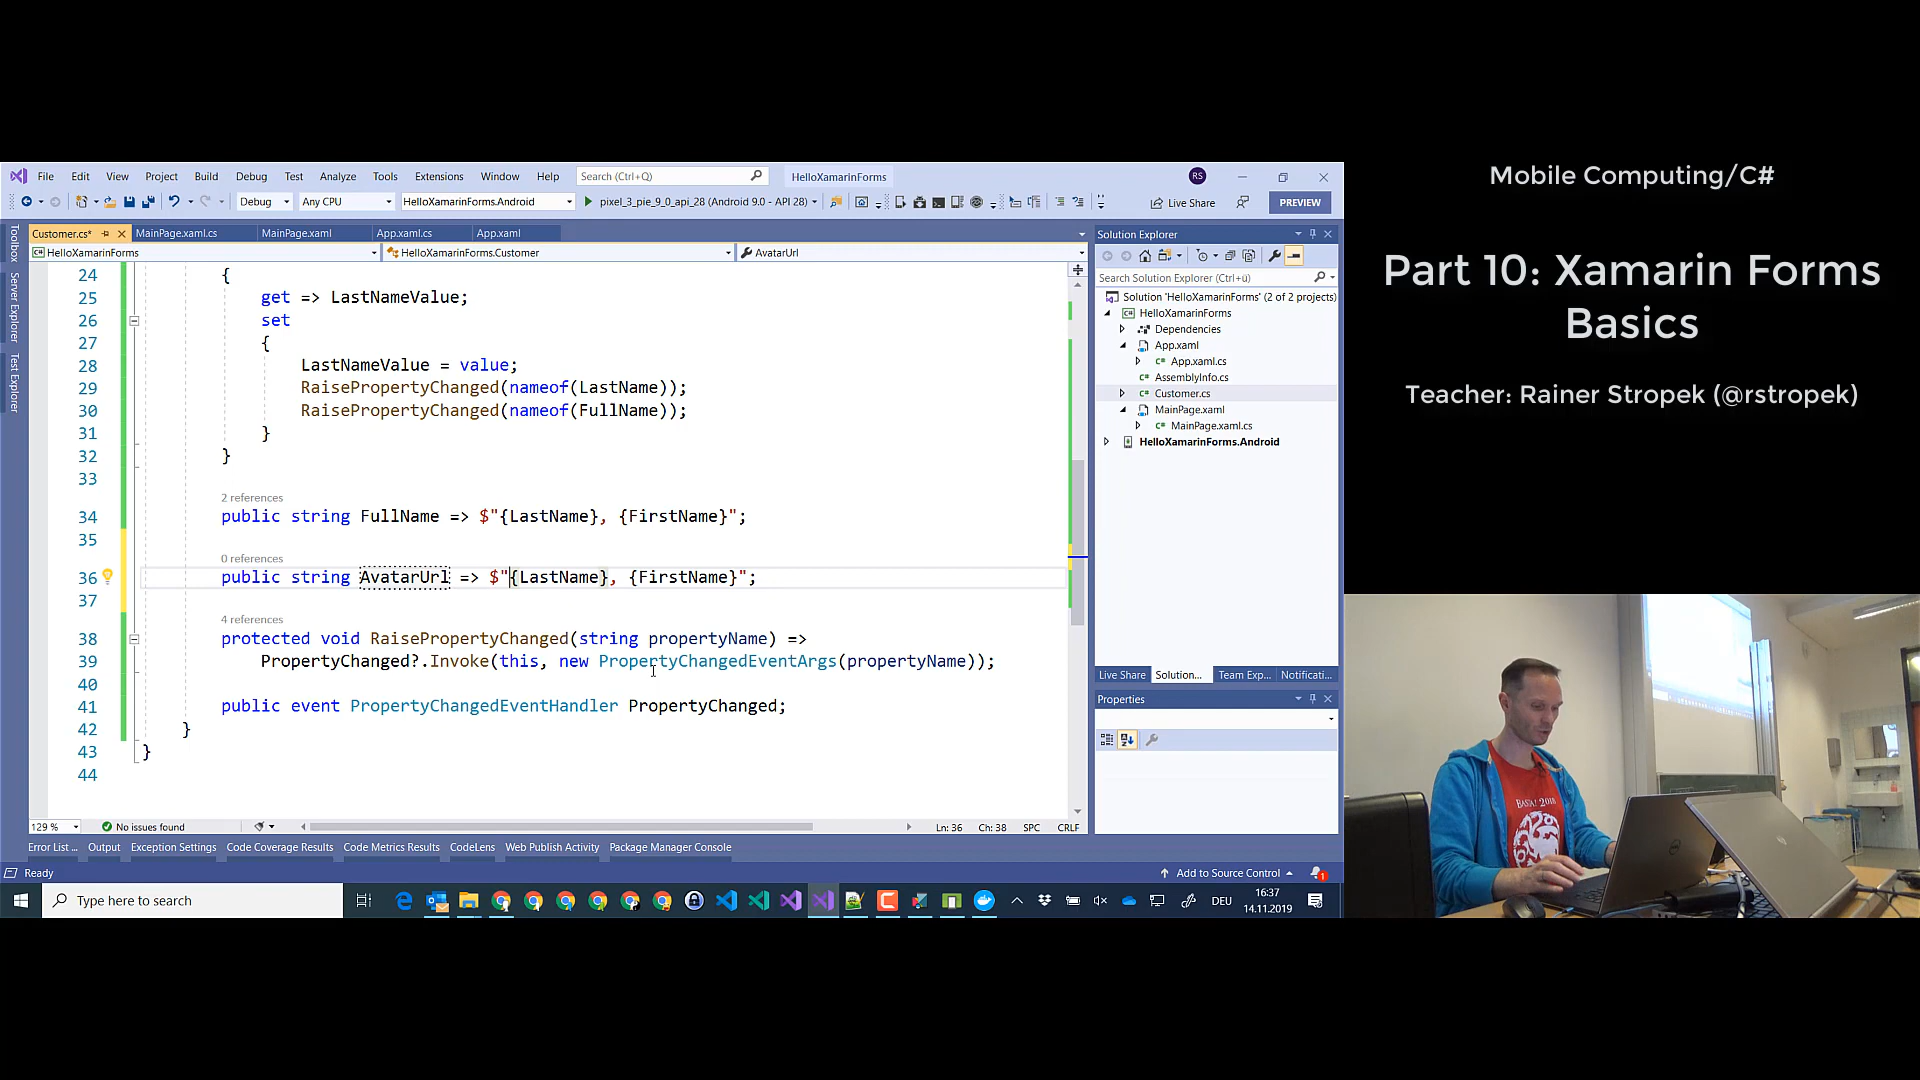 File Edit View Project Build Debug Test Analyze Tools Extensions Window Help Search (Ctrl+Q) HelloXamarinForms RS
Debug Any CPU HelloXamarinForms.Android pixel_3_pie_9_0_api_28 (Android 9.0 - API 28) Live Share PREVIEW
Customer.cs* MainPage.xaml.cs MainPage.xaml App.xaml.cs App.xaml
HelloXamarinForms HelloXamarinForms.Customer AvatarUrl
Toolbox
Server Explorer
Test Explorer
24 {
25 get => LastNameValue;
26 set
27 {
28 LastNameValue = value;
29 RaisePropertyChanged(nameof(LastName));
30 RaisePropertyChanged(nameof(FullName));
31 }
32 }
33
2 references
34 public string FullName => $"{LastName}, {FirstName}";
35
0 references
36 public string AvatarUrl => $"{LastName}, {FirstName}";
37
4 references
38 protected void RaisePropertyChanged(string propertyName) =>
39 PropertyChanged?.Invoke(this, new PropertyChangedEventArgs(propertyName));
40
41 public event PropertyChangedEventHandler PropertyChanged;
42 }
43 }
44
129 % No issues found Ln: 36 Ch: 38 SPC CRLF
Error List ... Output Exception Settings Code Coverage Results Code Metrics Results CodeLens Web Publish Activity Package Manager Console
Ready Add to Source Control 1
Solution Explorer
Search Solution Explorer (Ctrl+ü)
Solution 'HelloXamarinForms' (2 of 2 projects)
HelloXamarinForms
Dependencies
App.xaml
App.xaml.cs
AssemblyInfo.cs
Customer.cs
MainPage.xaml
MainPage.xaml.cs
HelloXamarinForms.Android
Live Share Solution... Team Exp... Notificati...
Properties
Type here to search DEU 16:37
14.11.2019
Mobile Computing/C#
Part 10: Xamarin Forms
Basics
Teacher: Rainer Stropek (@rstropek)
BASTA! 2018